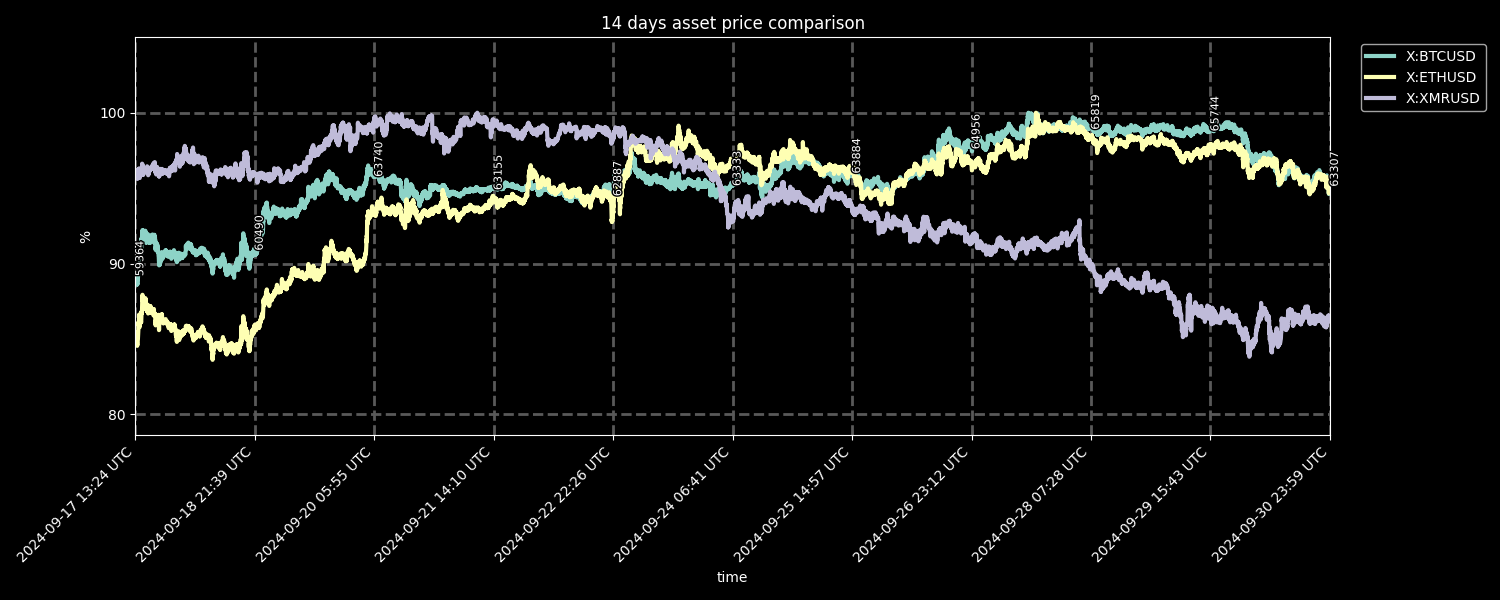 14 days asset price comparison
X:BTCUSD
X:ETHUSD
X:XMRUSD
100
90
80
%
59364
60490
63740
63155
62887
63333
63884
64956
65819
65744
63307
2024-09-17 13:24 UTC
2024-09-18 21:39 UTC
2024-09-20 05:55 UTC
2024-09-21 14:10 UTC
2024-09-22 22:26 UTC
2024-09-24 06:41 UTC
2024-09-25 14:57 UTC
2024-09-26 23:12 UTC
2024-09-28 07:28 UTC
2024-09-29 15:43 UTC
2024-09-30 23:59 UTC
time